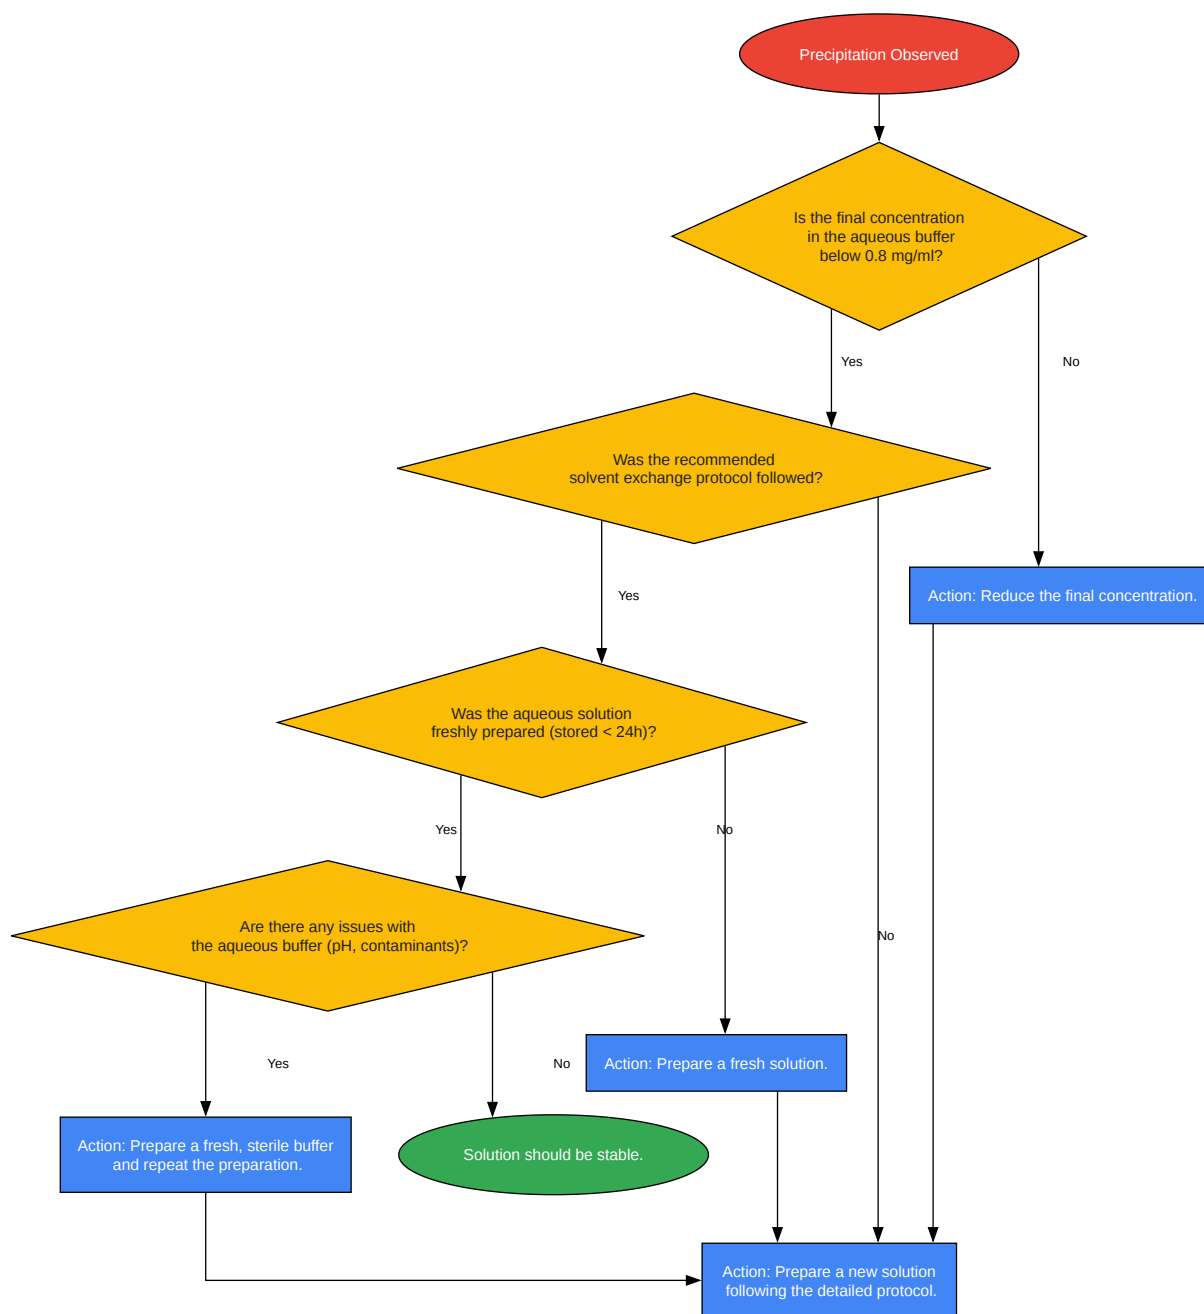 Precipitation Observed
Is the final concentration
in the aqueous buffer
below 0.8 mg/ml?
Yes
No
Was the recommended
solvent exchange protocol followed?
Yes
Action: Reduce the final concentration.
Was the aqueous solution
freshly prepared (stored < 24h)?
Yes
No
No
Are there any issues with
the aqueous buffer (pH, contaminants)?
Yes
No
Action: Prepare a fresh solution.
Action: Prepare a fresh, sterile buffer
and repeat the preparation.
Solution should be stable.
Action: Prepare a new solution
following the detailed protocol.